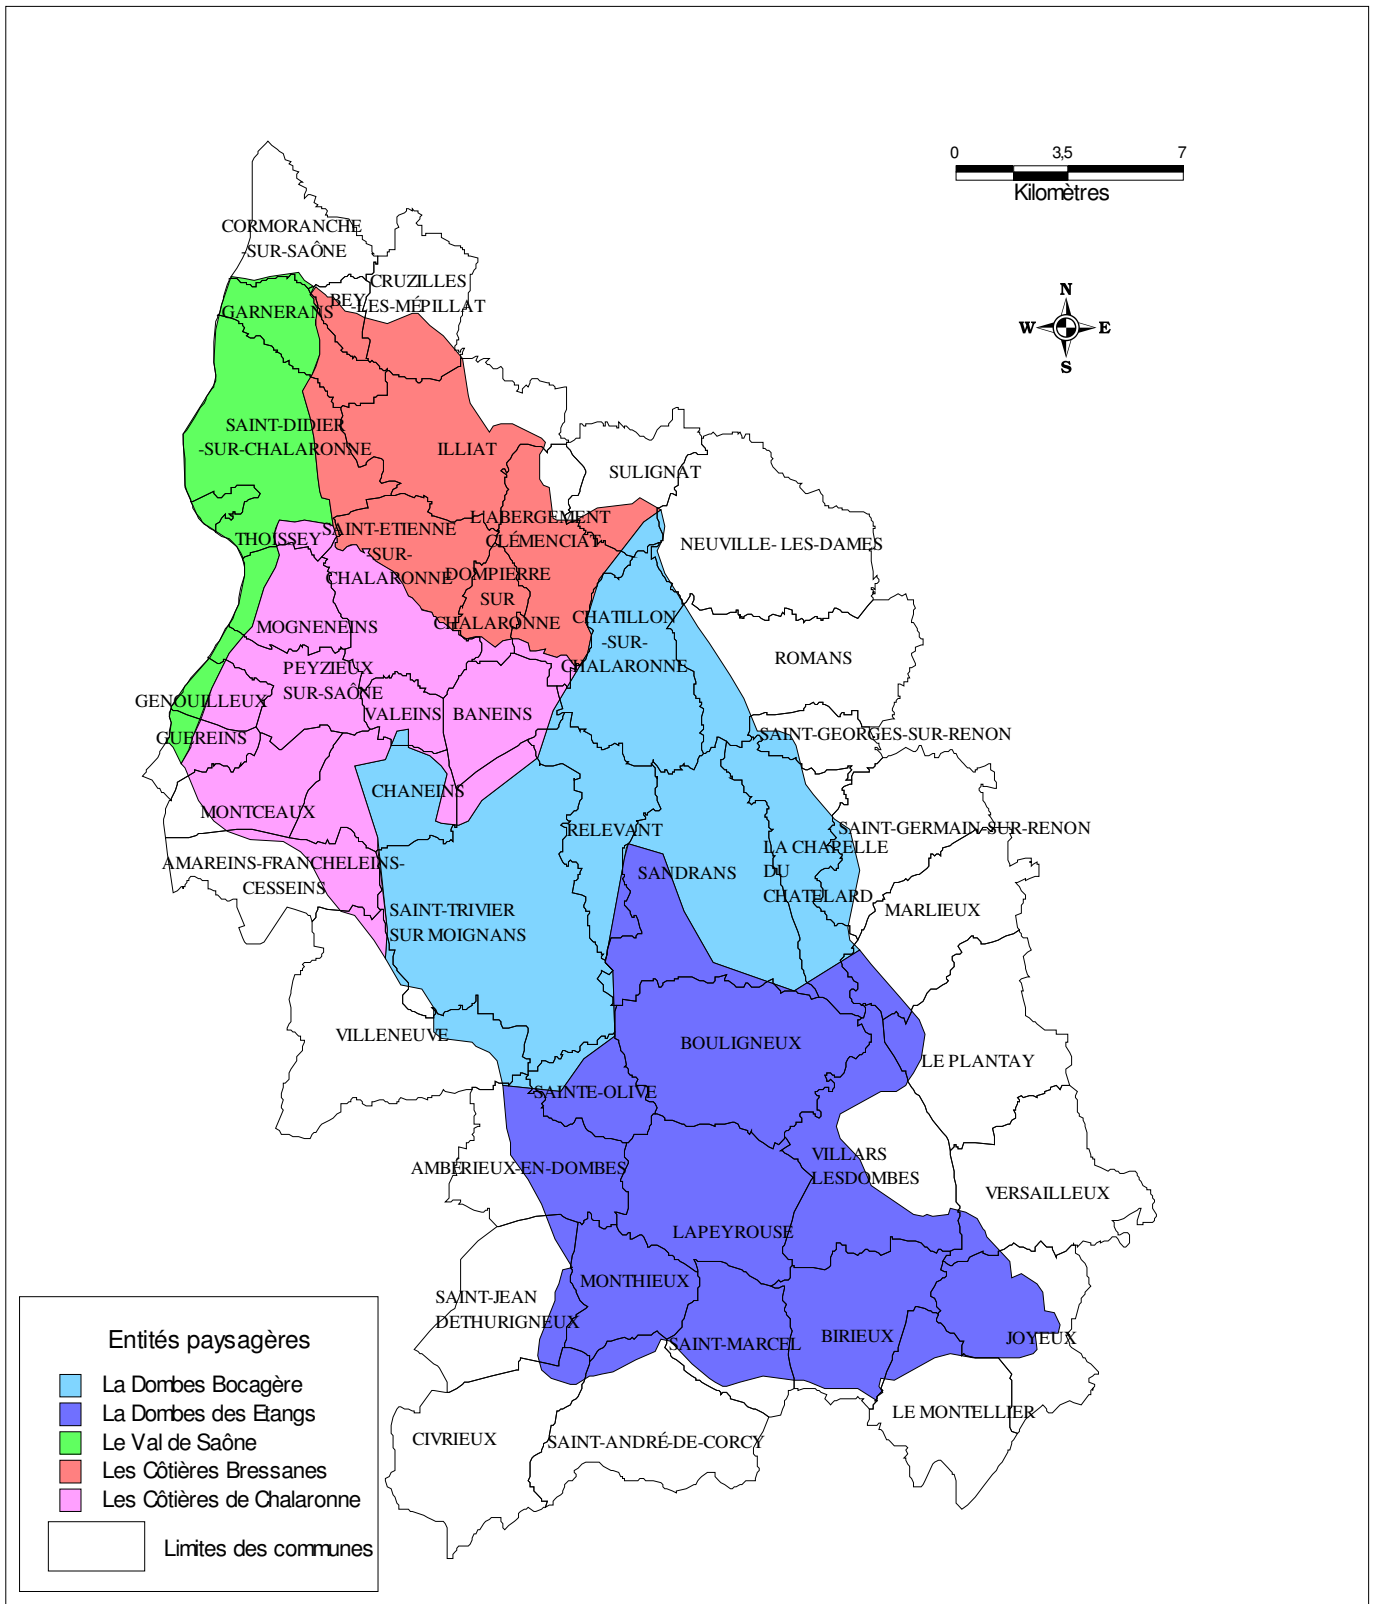 0 3,5 7
Kilomètres
CORMORANCHE
-SUR-SAÔNE
CRUZILLES
-LES-MÉPILLAT
BEY
GARNERANS
N
W E
S
SAINT-DIDIER
-SUR-CHALARONNE
ILLIAT
SULIGNAT
L'ABERGEMENT
CLÉMENCIAT
THOISSEY
SAINT-ETIENNE
-SUR-
CHALARONNE
NEUVILLE- LES-DAMES
DOMPIERRE
SUR
CHALARONNE
MOGNENEINS
CHATILLON
-SUR-
CHALARONNE
ROMANS
PEYZIEUX
SUR-SAÔNE
GENOUILLEUX
VALEINS
BANEINS
GUEREINS
SAINT-GEORGES-SUR-RENON
CHANEINS
MONTCEAUX
RELEVANT
SAINT-GERMAIN-SUR-RENON
LA CHAPELLE
DU
CHATELARD
AMAREINS-FRANCHELEINS-
CESSEINS
SANDRANS
SAINT-TRIVIER
SUR MOIGNANS
MARLIEUX
VILLENEUVE
BOULIGNEUX
LE PLANTAY
SAINTE-OLIVE
AMBERIEUX-EN-DOMBES
VILLARS
LESDOMBES
VERSAILLEUX
LAPEYROUSE
MONTHIEUX
SAINT-JEAN
DETHURIGNEUX
SAINT-MARCEL
BIRIEUX
JOYEUX
LE MONTELLIER
CIVRIEUX
SAINT-ANDRÉ-DE-CORCY
Entités paysagères
La Dombes Bocagère
La Dombes des Etangs
Le Val de Saône
Les Côtières Bressanes
Les Côtières de Chalaronne
Limites des communes